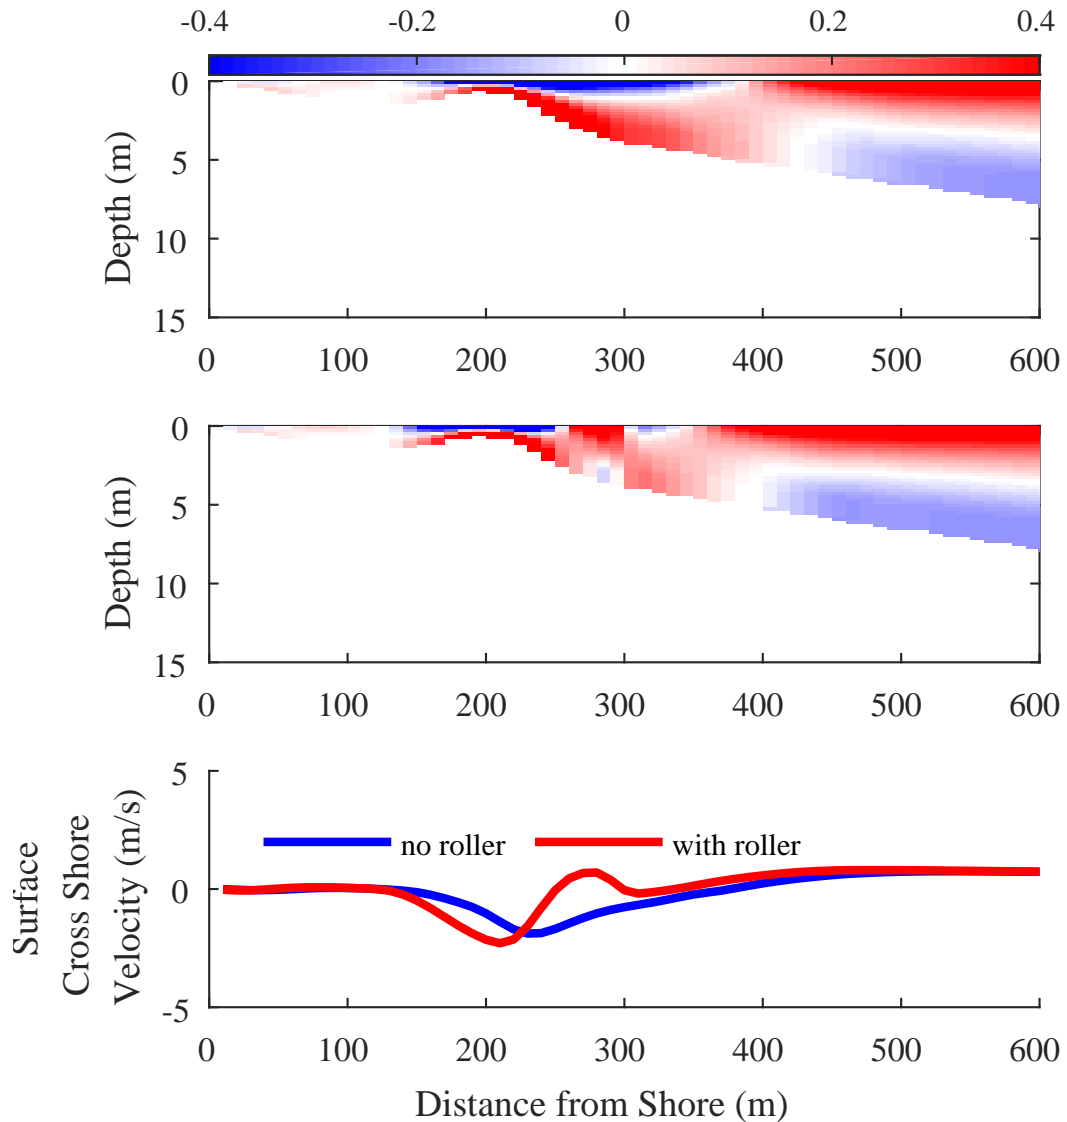 -0.4 -0.2 0 0.2 0.4
0
5
10
15
Depth (m)
0 100 200 300 400 500 600
0
5
10
15
Depth (m)
0 100 200 300 400 500 600
5
0
-5
Surface
Cross Shore
Velocity (m/s)
no roller with roller
0 100 200 300 400 500 600
Distance from Shore (m)